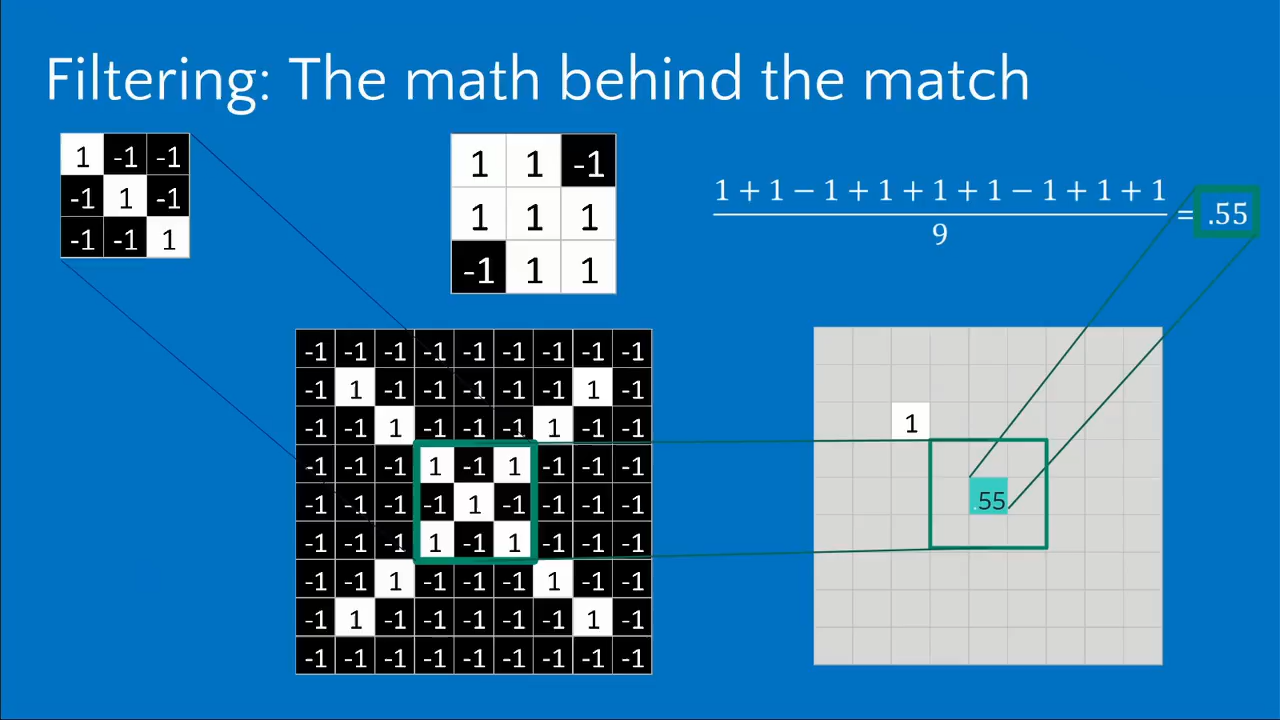 Filtering: The math behind the match
1 -1 -1
-1 1 -1
-1 -1 1
1 1 -1
1 1 1
-1 1 1
1 + 1 − 1 + 1 + 1 + 1 − 1 + 1 + 1
9
= .55
-1 -1 -1 -1 -1 -1 -1 -1 -1
-1 1 -1 -1 -1 -1 -1 1 -1
-1 -1 1 -1 -1 -1 1 -1 -1
-1 -1 -1 1 -1 1 -1 -1 -1
-1 -1 -1 -1 1 -1 -1 -1 -1
-1 -1 -1 1 -1 1 -1 -1 -1
-1 -1 1 -1 -1 -1 1 -1 -1
-1 1 -1 -1 -1 -1 -1 1 -1
-1 -1 -1 -1 -1 -1 -1 -1 -1
1
.55